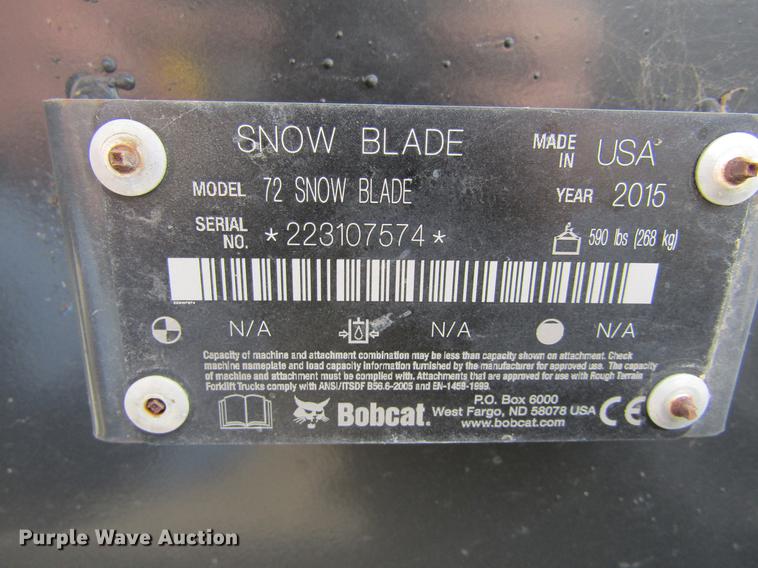 SNOW BLADE MADE IN USA
MODEL 72 SNOW BLADE YEAR 2015
SERIAL NO. *223107574* 590 lbs (268 kg)
223107574
N/A N/A N/A
Capacity of machine and attachment combination may be less than capacity shown on attachment. Check
machine nameplate and load capacity information furnished by the manufacturer for approved use. The capacity
of machine and attachment must be complied with. Attachments that are approved for use with Rough Terrain
Forklift Trucks comply with ANSI/ITSDF B56.6-2005 and EN-1459-1999.
Bobcat. P.O. Box 6000
West Fargo, ND 58078 USA
www.bobcat.com CE
Purple Wave Auction